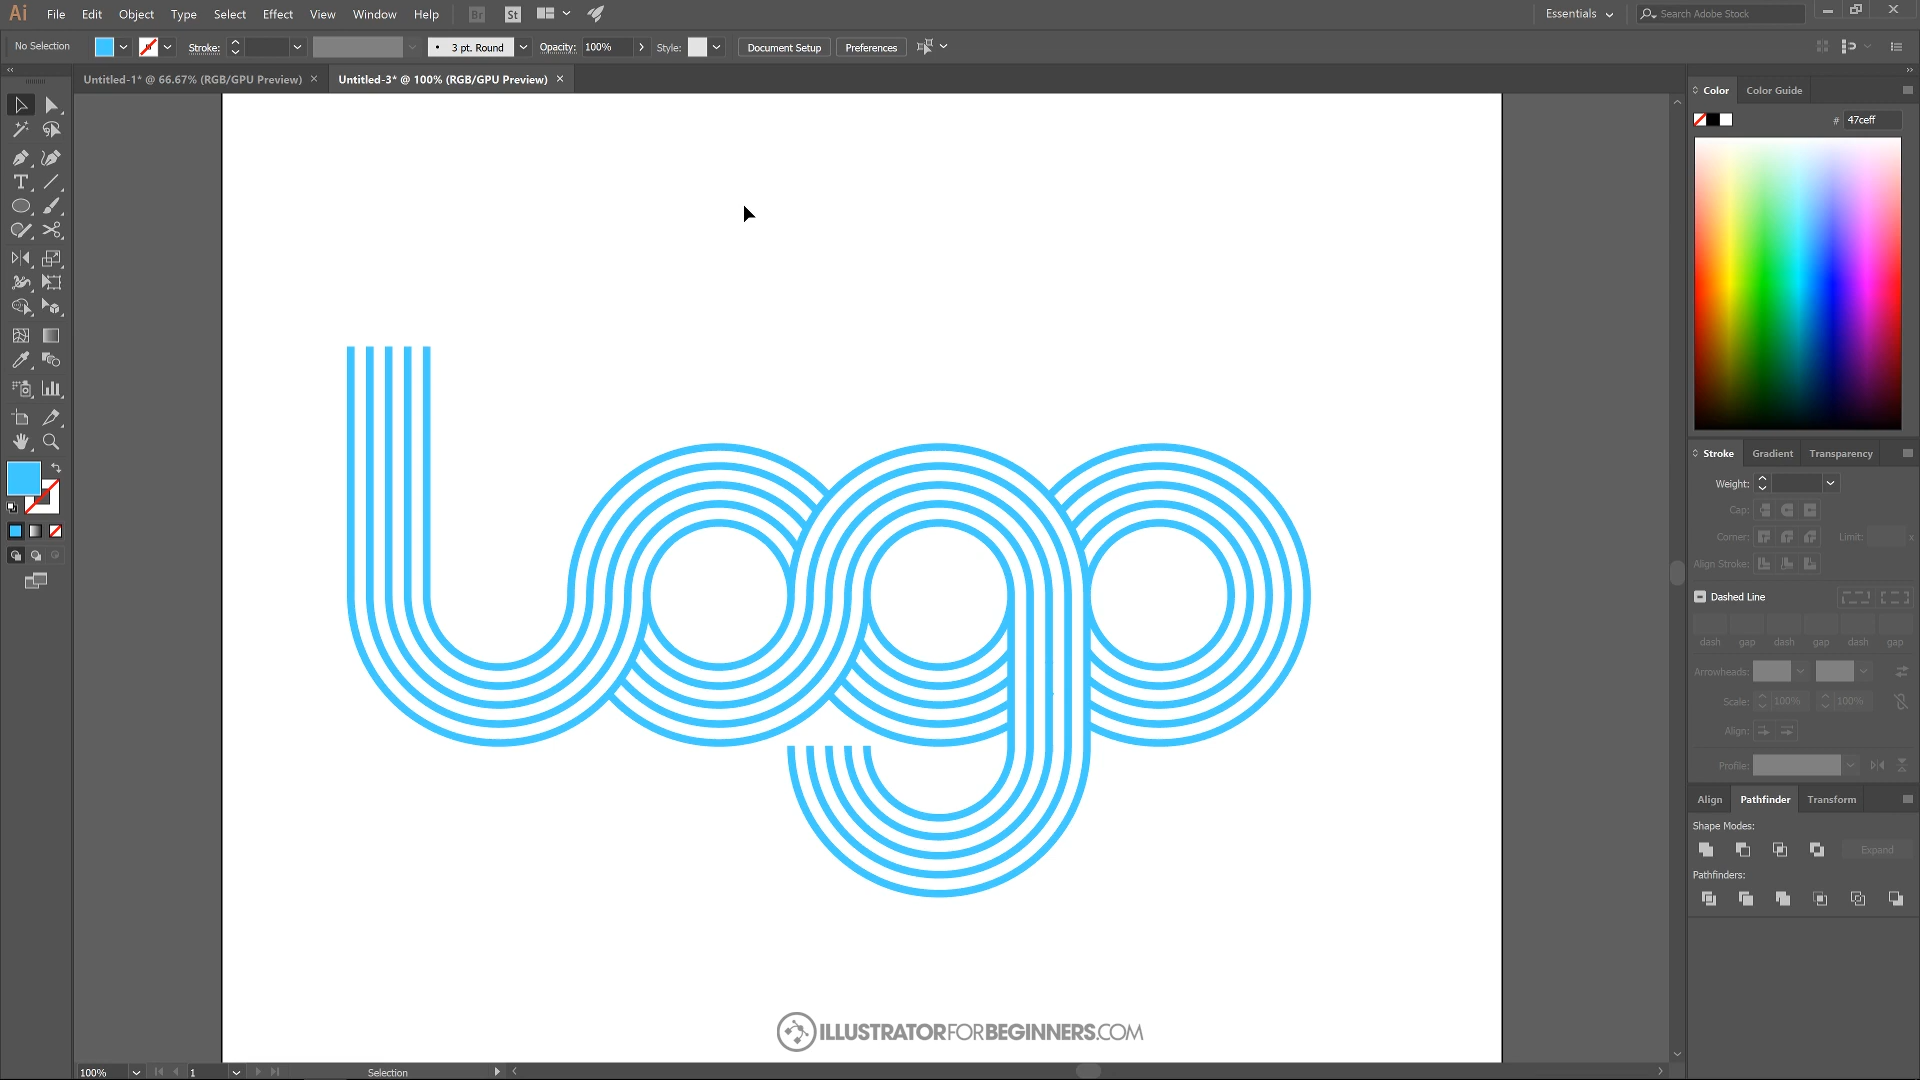 Ai File Edit Object Type Select Effect View Window Help Br St Essentials Search Adobe Stock
No Selection Stroke: 3 pt. Round Opacity: 100% Style: Document Setup Preferences
Untitled-1* @ 66.67% (RGB/GPU Preview) Untitled-3* @ 100% (RGB/GPU Preview)
Color Color Guide
# 47ceff
logo
Stroke Gradient Transparency
Weight:
Cap:
Corner: Limit: x
Align Stroke:
Dashed Line
dash gap dash gap dash gap
Arrowheads:
Scale: 100% 100%
Align:
Profile:
Align Pathfinder Transform
Shape Modes:
Expand
Pathfinders:
ILLUSTRATORFORBEGINNERS.COM
100% 1 Selection